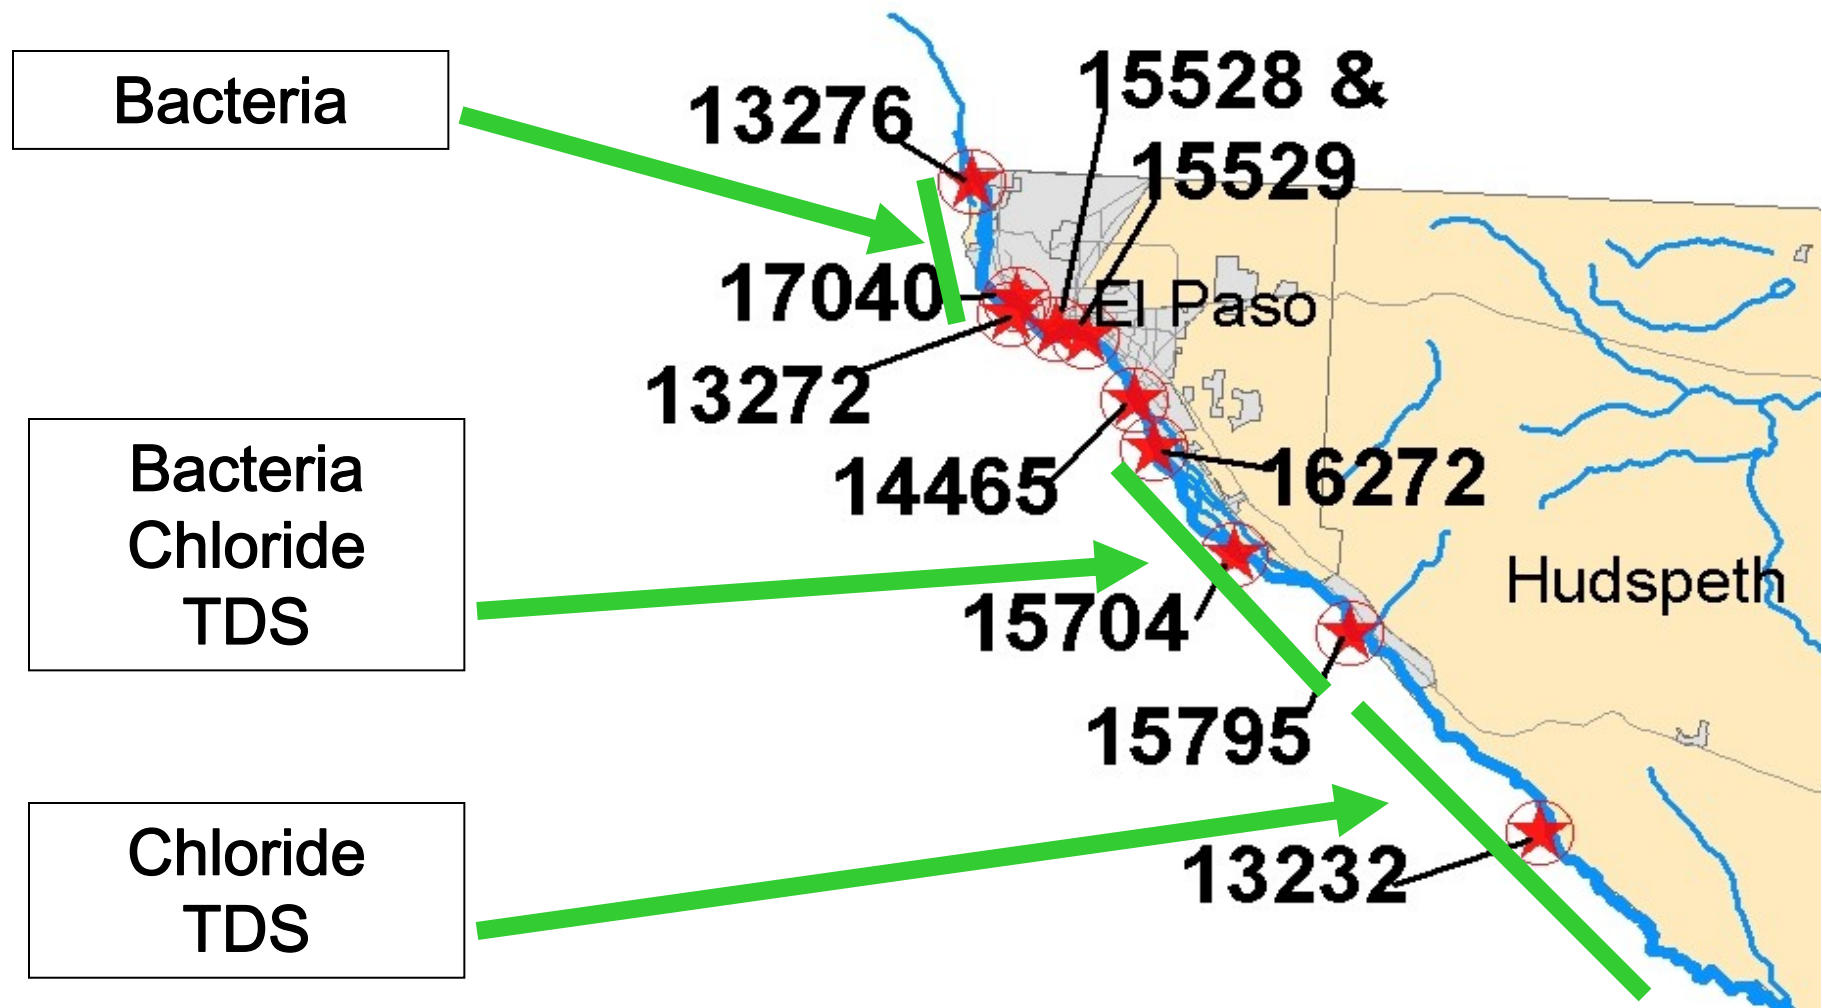 Bacteria
13276
15528 &
15529
17040
El Paso
13272
14465
16272
Bacteria
Chloride
TDS
Hudspeth
15704
15795
Chloride
TDS
13232